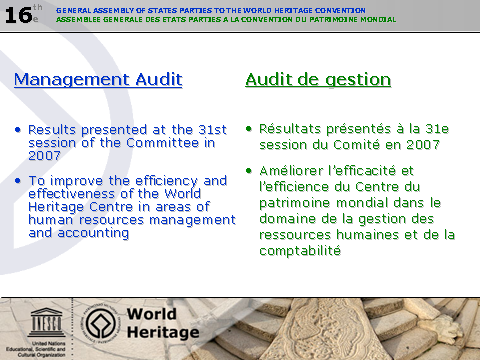 16th
e
GENERAL ASSEMBLY OF STATES PARTIES TO THE WORLD HERITAGE CONVENTION
ASSEMBLEE GENERALE DES ETATS PARTIES A LA CONVENTION DU PATRIMOINE MONDIAL
Management Audit
• Results presented at the 31st
session of the Committee in
2007
• To improve the efficiency and
effectiveness of the World
Heritage Centre in areas of
human resources management
and accounting
Audit de gestion
• Résultats présentés à la 31e
session du Comité en 2007
• Améliorer l'efficacité et
l'efficience du Centre du
patrimoine mondial dans le
domaine de la gestion des
ressources humaines et de la
comptabilité
United Nations
Educational, Scientific and
Cultural Organization
World
Heritage